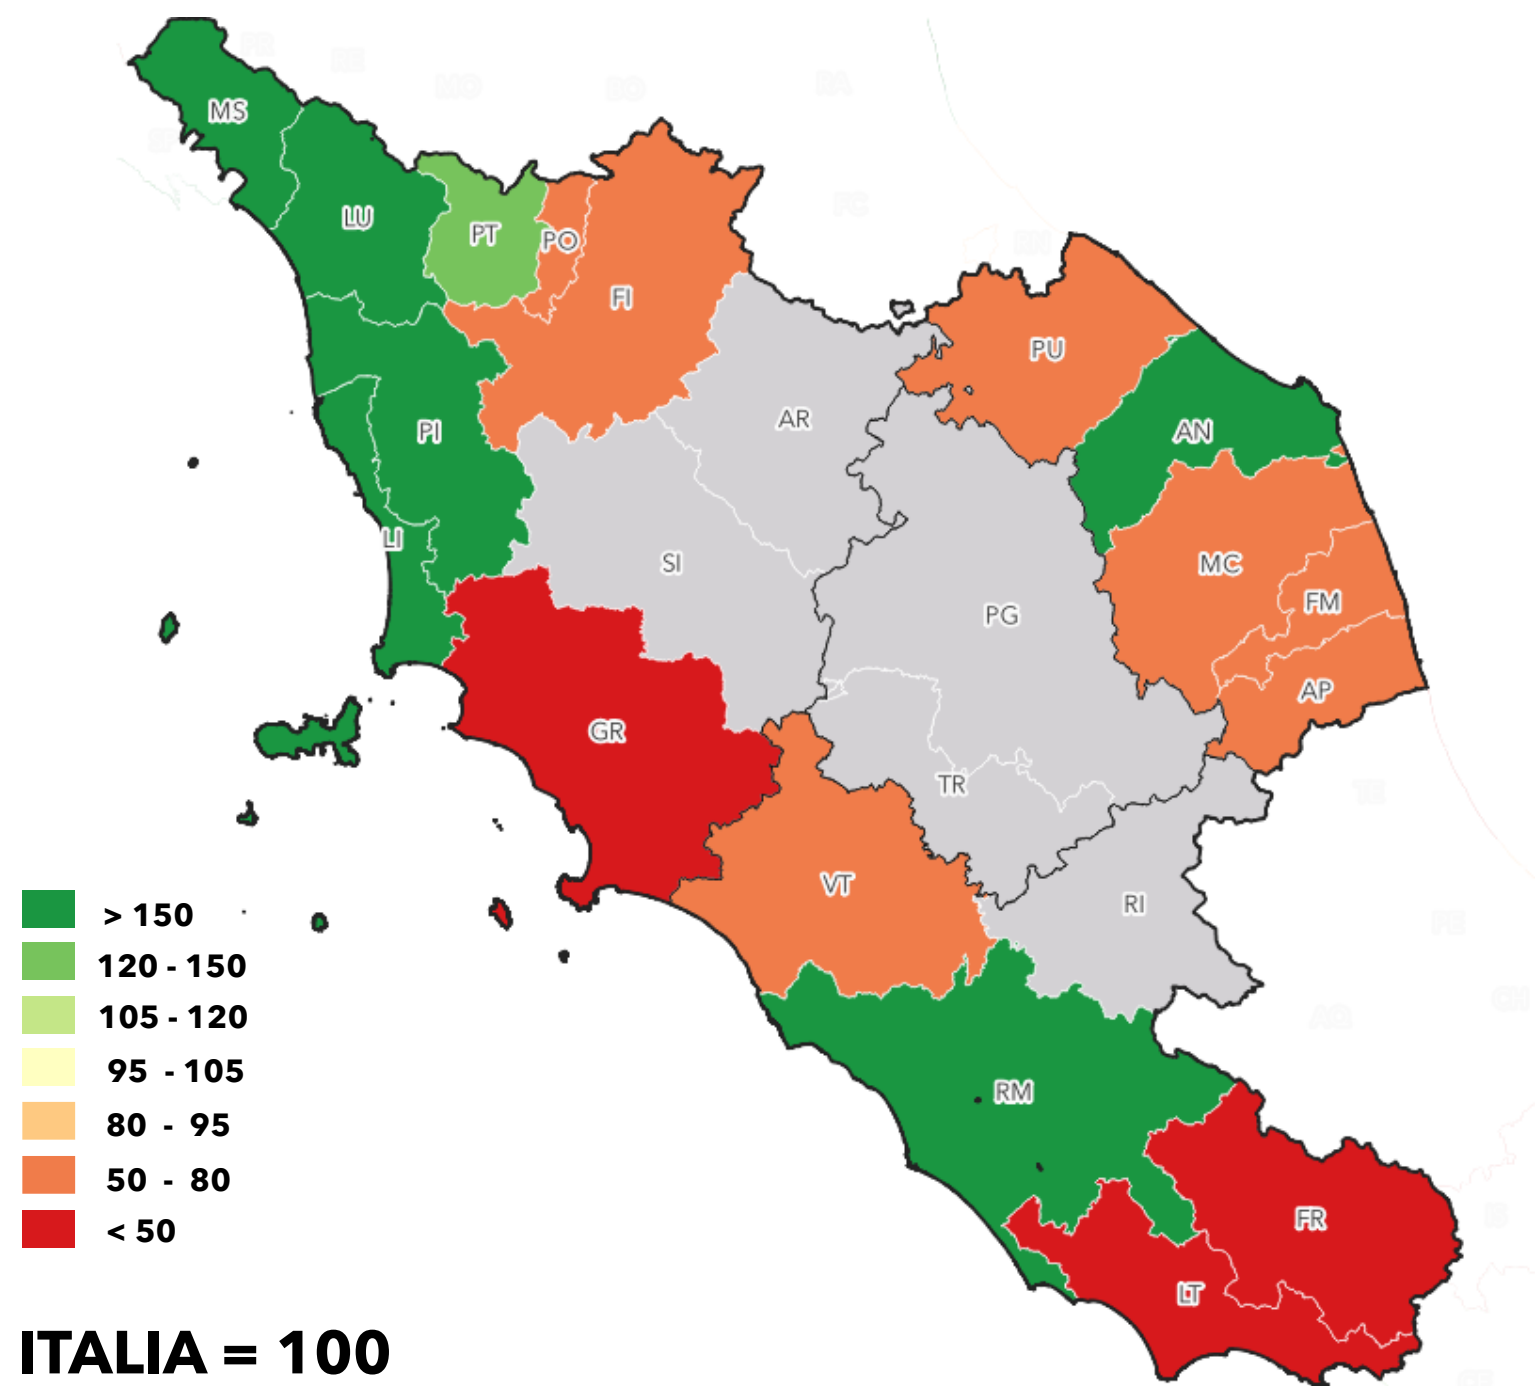 MS
LU
PT
PO
FI
PU
AR
PI
AN
LI
SI
MC
PG
FM
AP
GR
TR
VT
RI
RM
FR
LT
> 150
120 - 150
105 - 120
95 - 105
80 - 95
50 - 80
< 50
ITALIA = 100